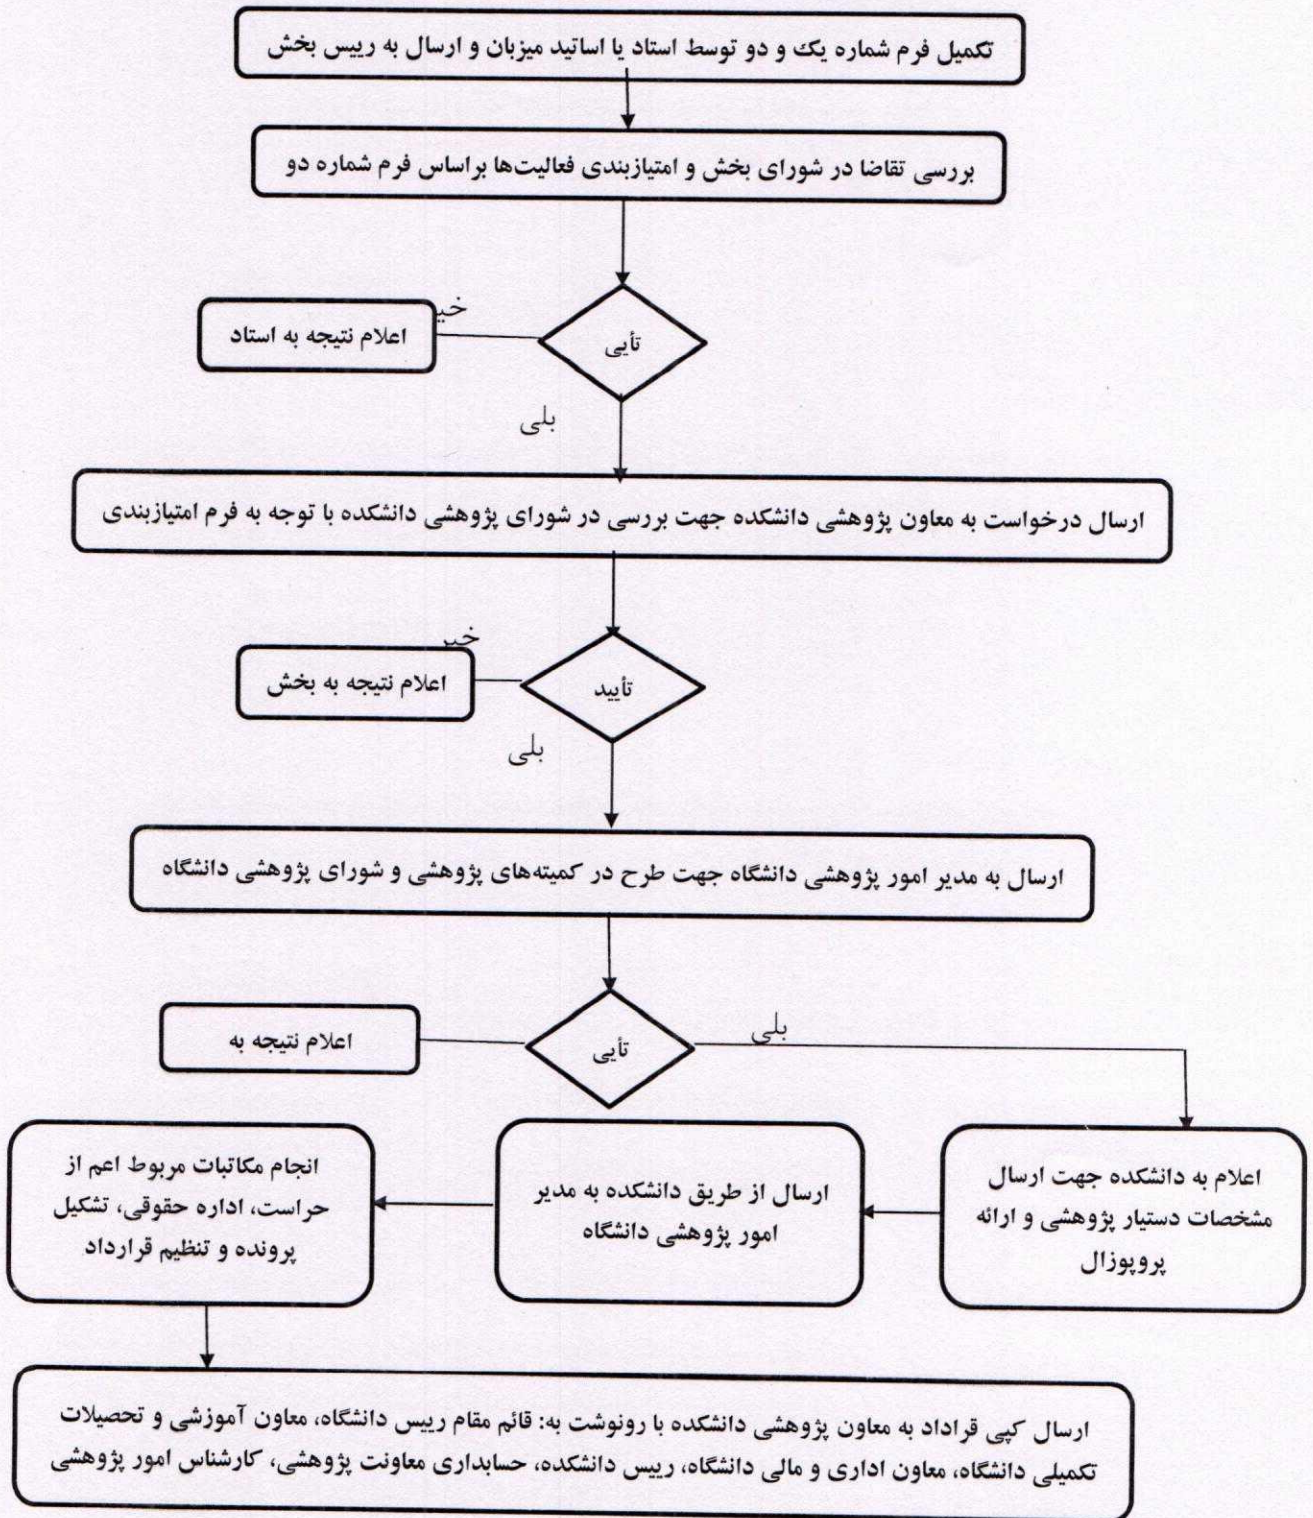 تکمیل فرم شماره یک و دو توسط استاد یا اساتید میزبان و ارسال به رییس بخش
بررسی تقاضا در شورای بخش و امتیازبندی فعالیت‌ها براساس فرم شماره دو
تأیی
خیر
اعلام نتیجه به استاد
بلی
ارسال درخواست به معاون پژوهشی دانشکده جهت بررسی در شورای پژوهشی دانشکده با توجه به فرم امتیازبندی
تأیید
خیر
اعلام نتیجه به بخش
بلی
ارسال به مدیر امور پژوهشی دانشگاه جهت طرح در کمیته‌های پژوهشی و شورای پژوهشی دانشگاه
بلی
تأیی
اعلام نتیجه به
اعلام به دانشکده جهت ارسال
مشخصات دستیار پژوهشی و ارائه
پروپوزال
ارسال از طریق دانشکده به مدیر
امور پژوهشی دانشگاه
انجام مکاتبات مربوط اعم از
حراست، اداره حقوقی، تشکیل
پرونده و تنظیم قرارداد
ارسال کپی قراداد به معاون پژوهشی دانشکده با رونوشت به: قائم مقام رییس دانشگاه، معاون آموزشی و تحصیلات
تکمیلی دانشگاه، معاون اداری و مالی دانشگاه، رییس دانشکده، حسابداری معاونت پژوهشی، کارشناس امور پژوهشی